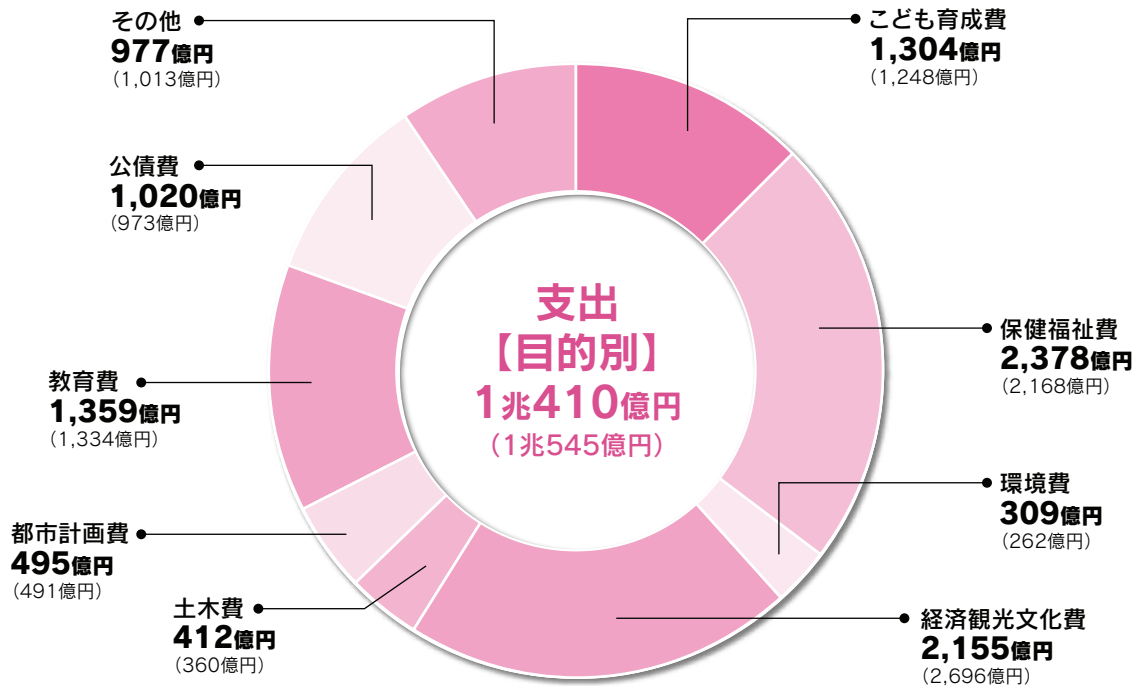 こども育成費
1,304億円
(1,248億円)
保健福祉費
2,378億円
(2,168億円)
環境費
309億円
(262億円)
経済観光文化費
2,155億円
(2,696億円)
土木費
412億円
(360億円)
都市計画費
495億円
(491億円)
教育費
1,359億円
(1,334億円)
公債費
1,020億円
(973億円)
その他
977億円
(1,013億円)
支出
【目的別】
1兆410億円
(1兆545億円)